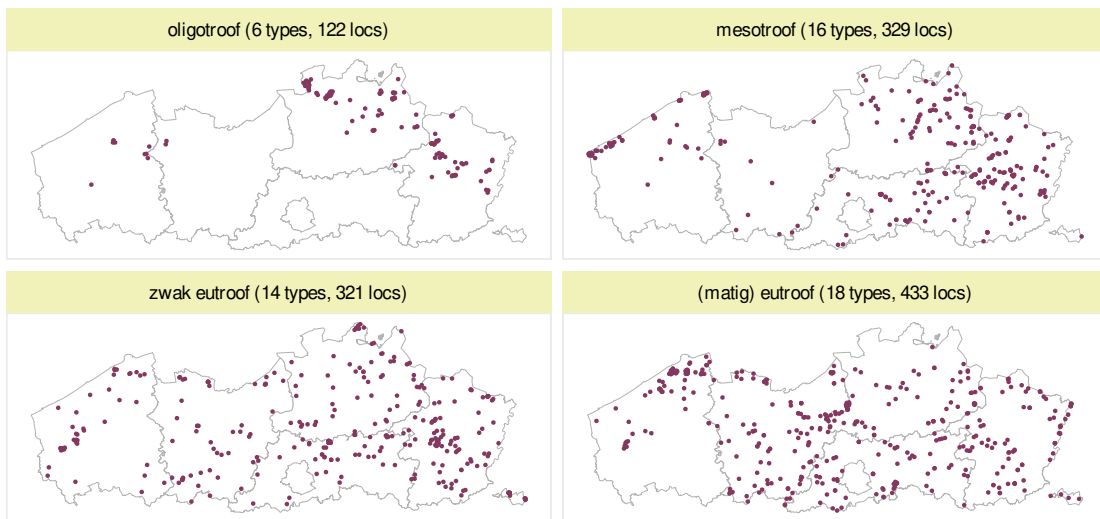 oligotroof (6 types, 122 locs)
mesotroof (16 types, 329 locs)
zwak eutroof (14 types, 321 locs)
(matig) eutroof (18 types, 433 locs)